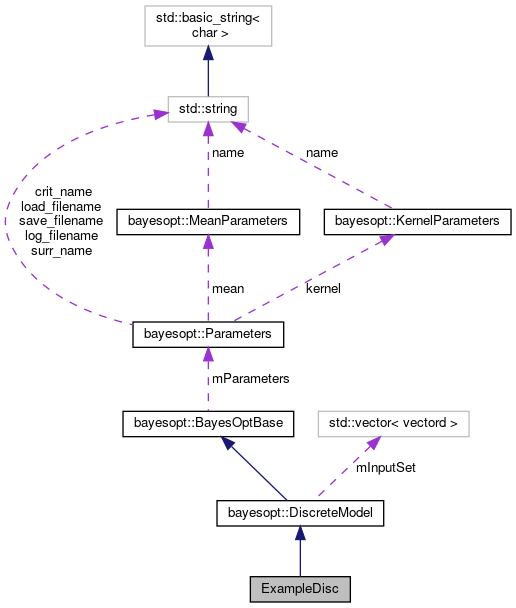 std::basic_string<
char >
std::string
name
name
crit_name
load_filename
save_filename
log_filename
surr_name
bayesopt::MeanParameters
bayesopt::KernelParameters
mean
kernel
bayesopt::Parameters
mParameters
bayesopt::BayesOptBase
std::vector< vectord >
mInputSet
bayesopt::DiscreteModel
ExampleDisc